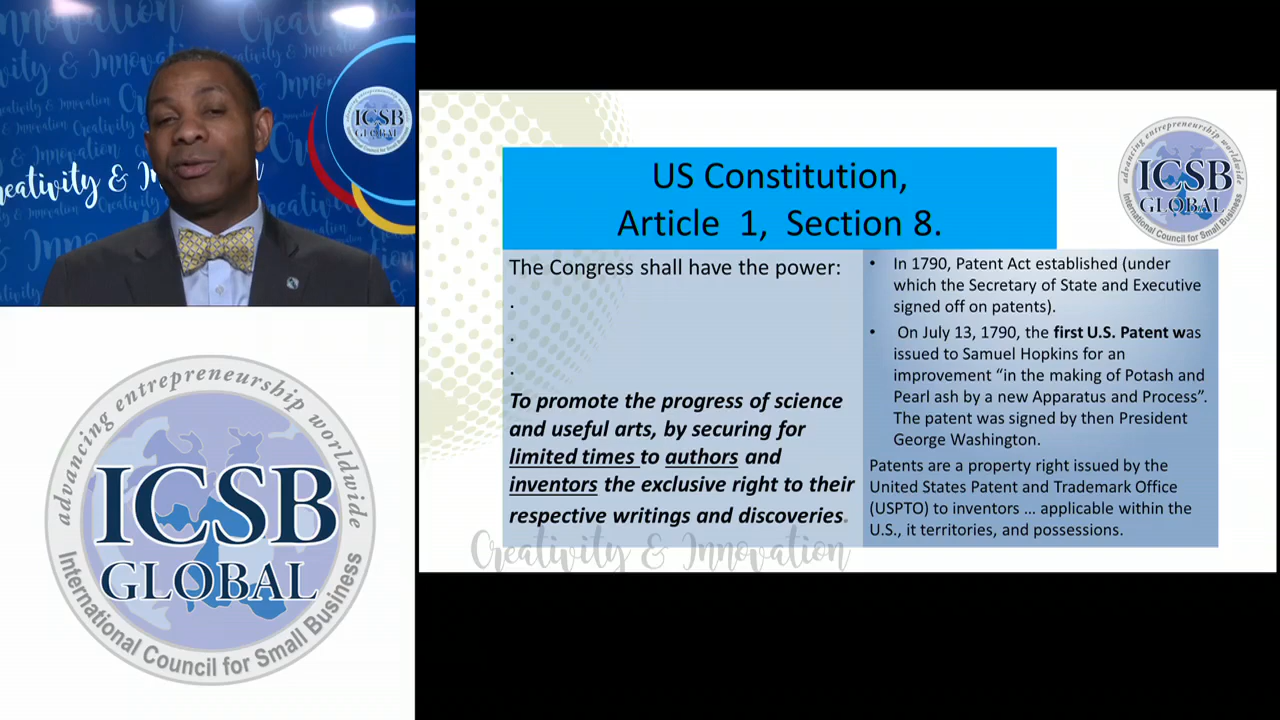 Creativity & Innovation
ICSB
GLOBAL
US Constitution,
Article 1, Section 8.
advancing entrepreneurship worldwide
ICSB
GLOBAL
International Council for Small Business
The Congress shall have the power:
.
.
.
To promote the progress of science
and useful arts, by securing for
limited times to authors and
inventors the exclusive right to their
respective writings and discoveries.
• In 1790, Patent Act established (under
which the Secretary of State and Executive
signed off on patents).
• On July 13, 1790, the first U.S. Patent was
issued to Samuel Hopkins for an
improvement “in the making of Potash and
Pearl ash by a new Apparatus and Process”.
The patent was signed by then President
George Washington.
Patents are a property right issued by the
United States Patent and Trademark Office
(USPTO) to inventors ... applicable within the
U.S., it territories, and possessions.
Creativity & Innovation
advancing entrepreneurship worldwide
ICSB
GLOBAL
International Council for Small Business